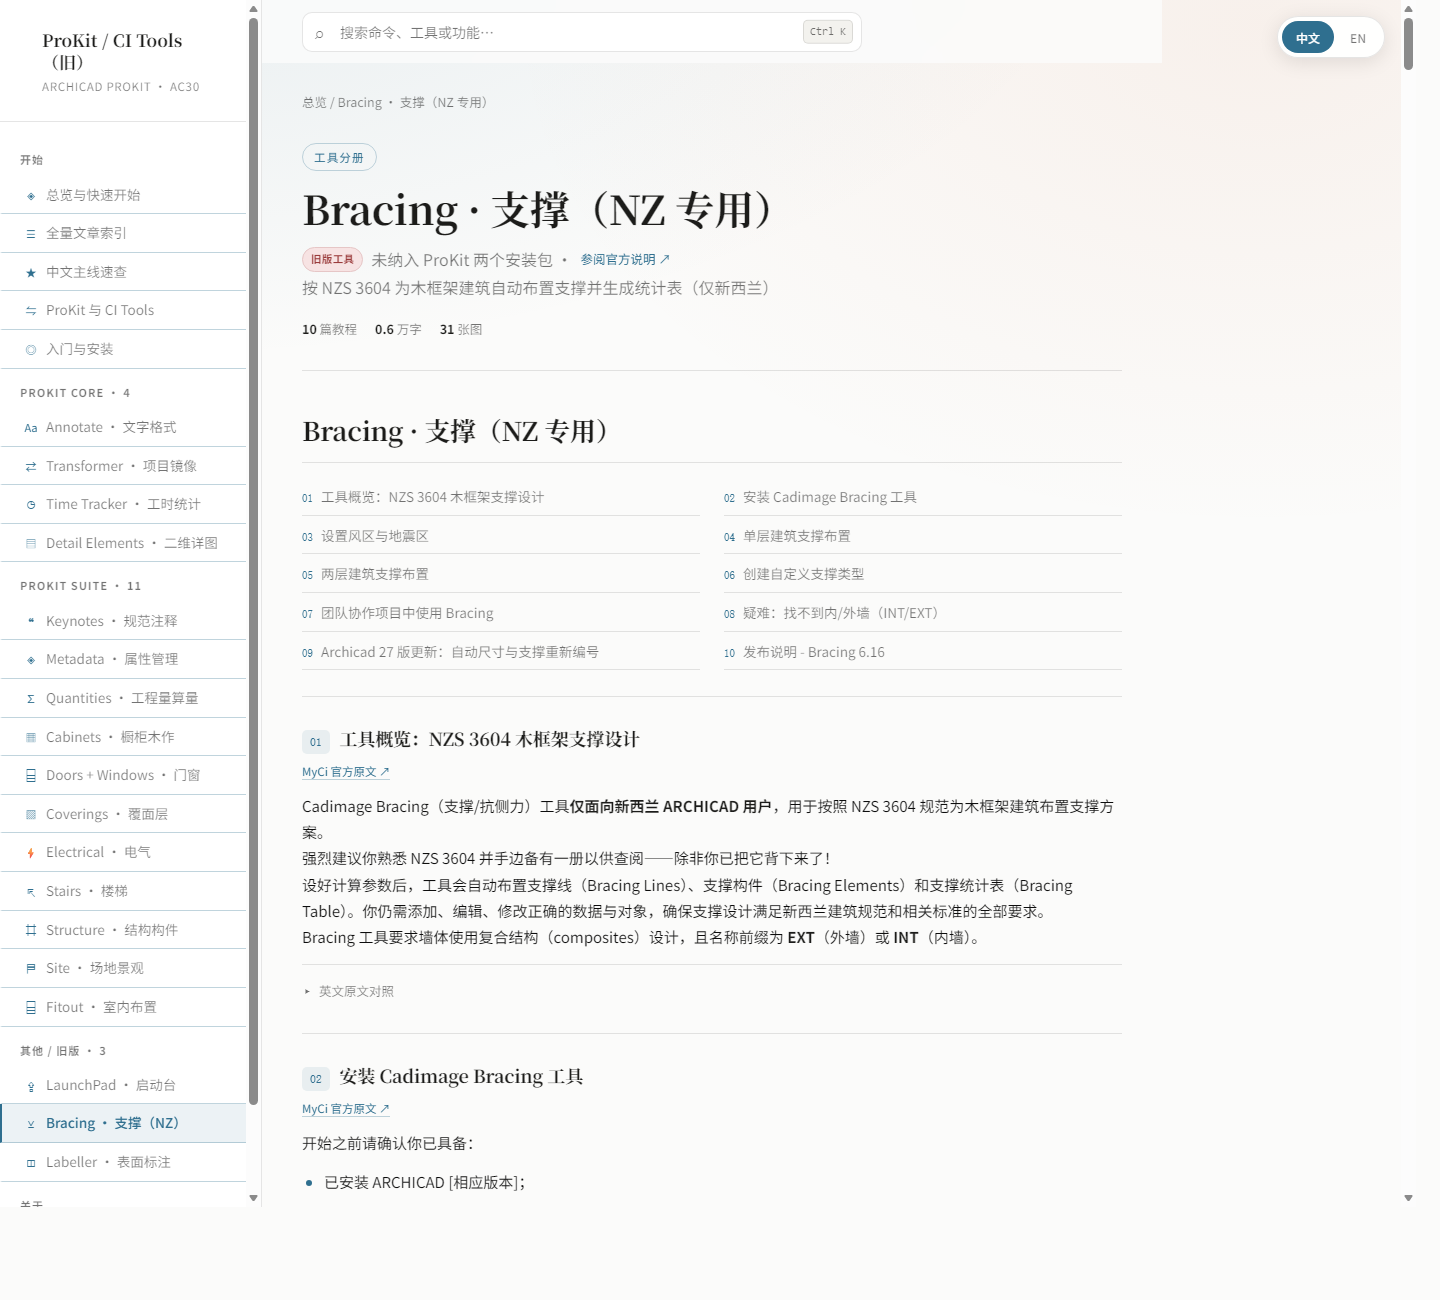 ProKit / CI Tools
（旧）
ARCHICAD PROKIT · AC30
开始
总览与快速开始
全量文章索引
中文主线速查
ProKit 与 CI Tools
入门与安装
PROKIT CORE · 4
Aa Annotate · 文字格式
Transformer · 项目镜像
Time Tracker · 工时统计
Detail Elements · 二维详图
PROKIT SUITE · 11
Keynotes · 规范注释
Metadata · 属性管理
Σ Quantities · 工程量算量
Cabinets · 橱柜木作
Doors + Windows · 门窗
Coverings · 覆面层
Electrical · 电气
Stairs · 楼梯
Structure · 结构构件
Site · 场地景观
Fitout · 室内布置
其他 / 旧版 · 3
LaunchPad · 启动台
Bracing · 支撑（NZ）
Labeller · 表面标注
关于
搜索命令、工具或功能…
Ctrl K
中文 EN
总览 / Bracing · 支撑（NZ 专用）
工具分册
Bracing · 支撑（NZ 专用）
旧版工具 未纳入 ProKit 两个安装包 · 参阅官方说明 ↗
按 NZS 3604 为木框架建筑自动布置支撑并生成统计表（仅新西兰）
10 篇教程 0.6 万字 31 张图
Bracing · 支撑（NZ 专用）
01 工具概览：NZS 3604 木框架支撑设计
02 安装 Cadimage Bracing 工具
03 设置风区与地震区
04 单层建筑支撑布置
05 两层建筑支撑布置
06 创建自定义支撑类型
07 团队协作项目中使用 Bracing
08 疑难：找不到内/外墙（INT/EXT）
09 Archicad 27 版更新：自动尺寸与支撑重新编号
10 发布说明 - Bracing 6.16
01 工具概览：NZS 3604 木框架支撑设计
MyCi 官方原文 ↗
Cadimage Bracing（支撑/抗侧力）工具仅面向新西兰 ARCHICAD 用户，用于按照 NZS 3604 规范为木框架建筑布置支撑方
案。
强烈建议你熟悉 NZS 3604 并手边备有一册以供查阅——除非你已把它背下来了！
设好计算参数后，工具会自动布置支撑线（Bracing Lines）、支撑构件（Bracing Elements）和支撑统计表（Bracing
Table）。你仍需添加、编辑、修改正确的数据与对象，确保支撑设计满足新西兰建筑规范和相关标准的全部要求。
Bracing 工具要求墙体使用复合结构（composites）设计，且名称前缀为 EXT（外墙）或 INT（内墙）。
▸ 英文原文对照
02 安装 Cadimage Bracing 工具
MyCi 官方原文 ↗
开始之前请确认你已具备：
• 已安装 ARCHICAD [相应版本]；